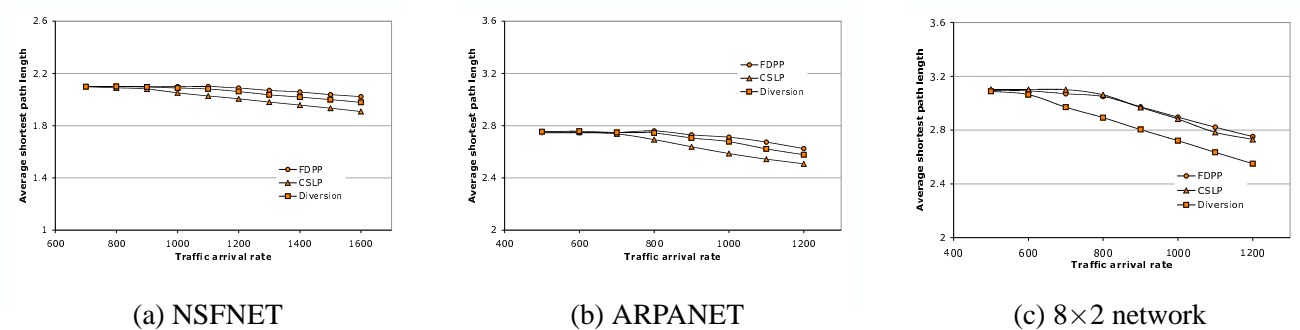 2.6
2.2
1.8
1.4
1
Average shortest path length
600 800 1000 1200 1400 1600
Traffic arrival rate
FDPP
CSLP
Diversion
(a) NSFNET
3.6
3.2
2.8
2.4
2
Average shortest path length
400 600 800 1000 1200
Traffic arrival rate
FDPP
CSLP
Diversion
(b) ARPANET
3.6
3.2
2.8
2.4
2
Average shortest path length
400 600 800 1000 1200
Traffic arrival rate
FDPP
CSLP
Diversion
(c) 8×2 network